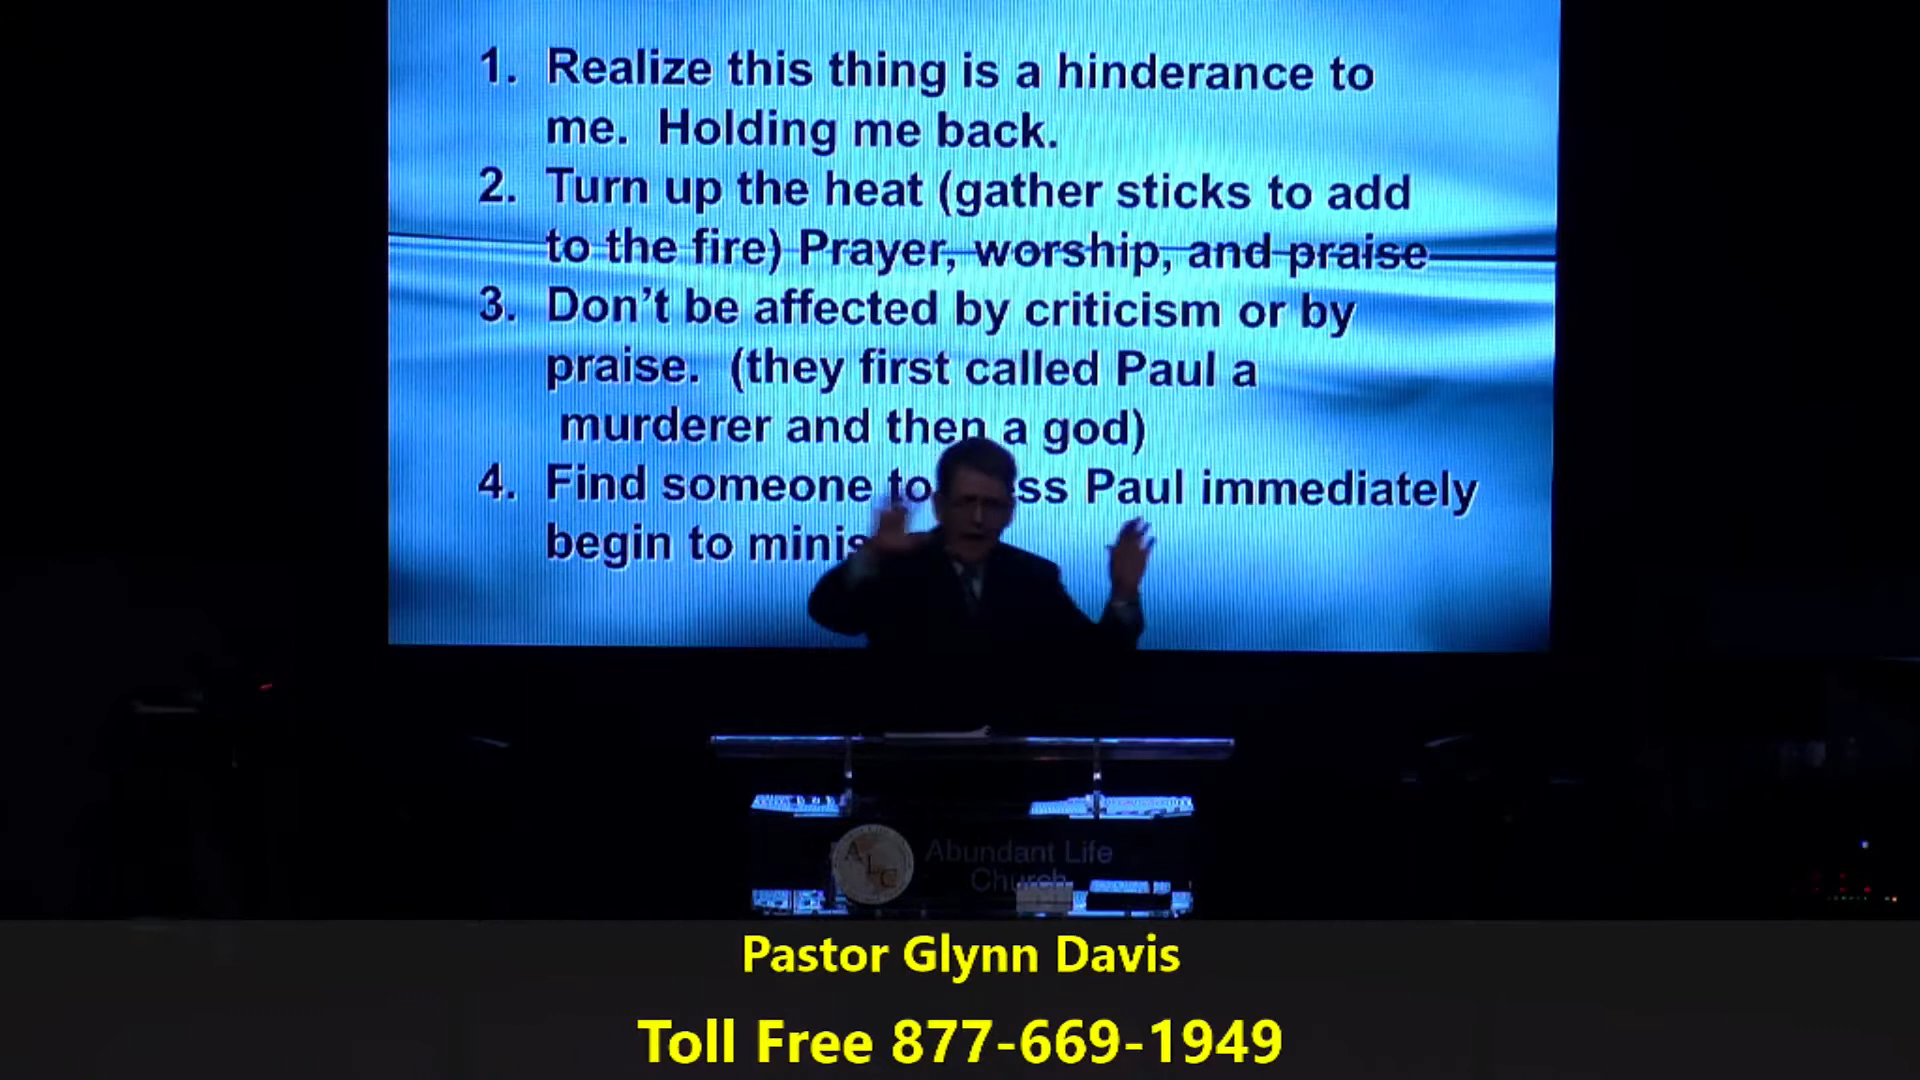 1. Realize this thing is a hinderance to
me. Holding me back.
2. Turn up the heat (gather sticks to add
to the fire) Prayer, worship, and praise
3. Don't be affected by criticism or by
praise. (they first called Paul a
murderer and then a god)
4. Find someone to Paul immediately
begin to
ALC
Abundant Life
Church
Pastor Glynn Davis
Toll Free 877-669-1949